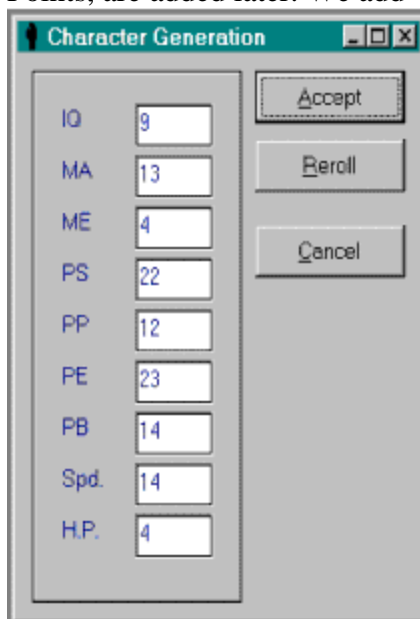 Points, are added later. We add
Character Generation
IQ 9
MA 13
ME 4
PS 22
PP 12
PE 23
PB 14
Spd. 14
H.P. 4
Accept
Reroll
Cancel